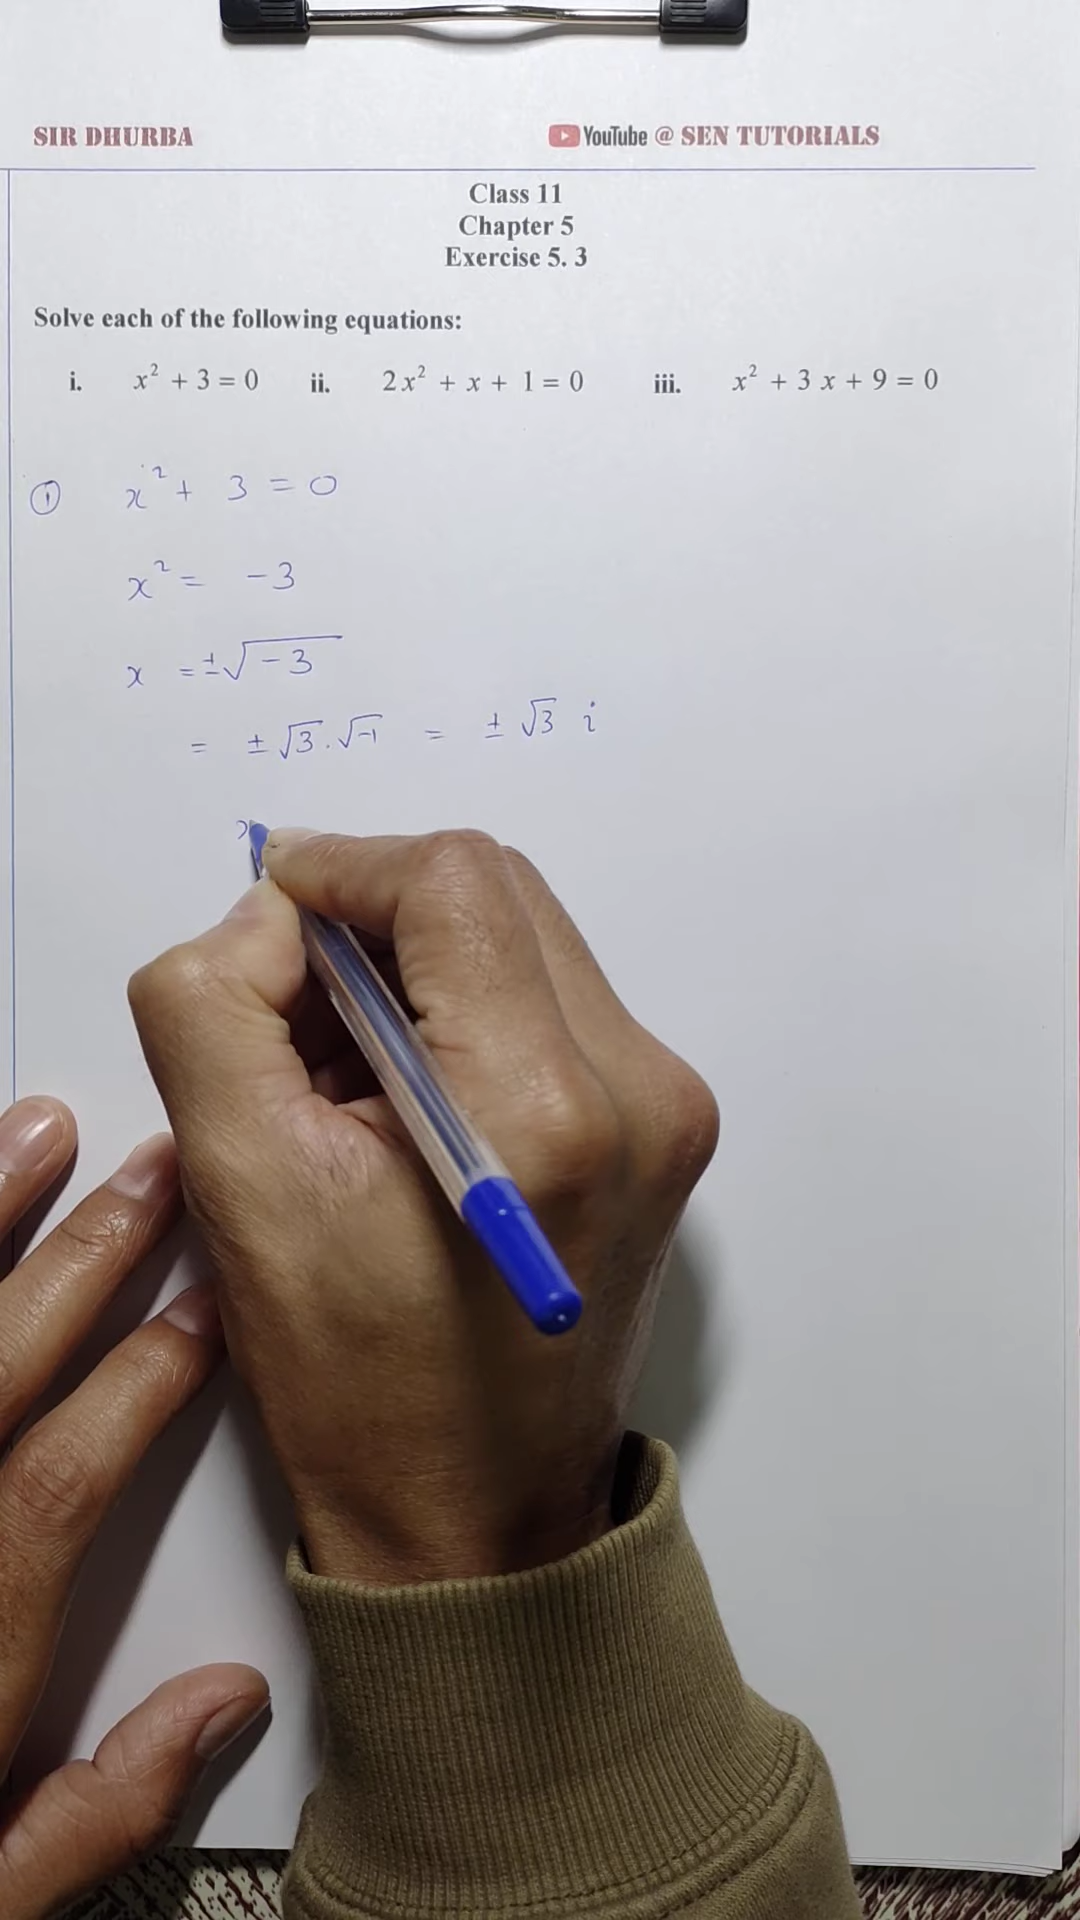 SIR DHURBA YouTube @ SEN TUTORIALS
Class 11
Chapter 5
Exercise 5. 3
Solve each of the following equations:
i. x² + 3 = 0 ii. 2x² + x + 1 = 0 iii. x² + 3 x + 9 = 0
① x² + 3 = 0
x² = -3
x = ±√-3
= ±√3 . √-1 = ± √3 i
x